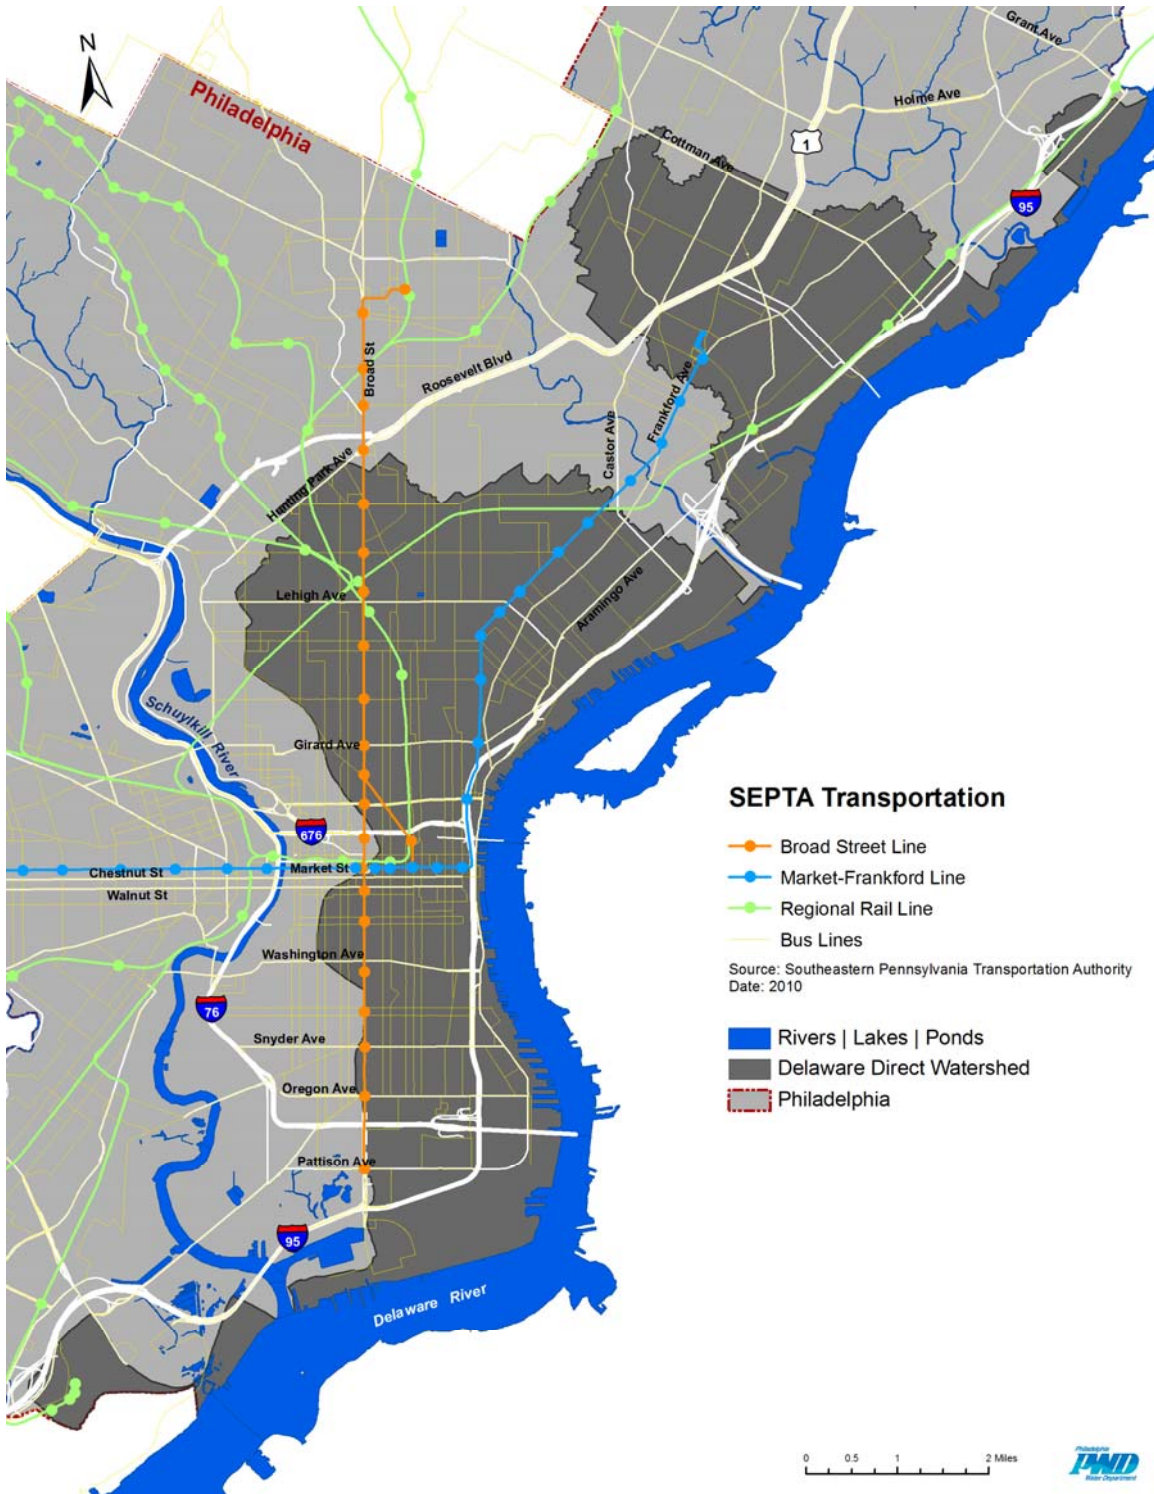 N
Philadelphia
Grant Ave
Holme Ave
1
Cottman Ave
95
Broad St
Roosevelt Blvd
Frankford Ave
Castor Ave
Hunting Park Ave
Lehigh Ave
Aramingo Ave
Schuylkill River
Girard Ave
676
Market St
Chestnut St
Walnut St
Washington Ave
76
Snyder Ave
Oregon Ave
Pattison Ave
95
Delaware River
SEPTA Transportation
Broad Street Line
Market-Frankford Line
Regional Rail Line
Bus Lines
Source: Southeastern Pennsylvania Transportation Authority
Date: 2010
Rivers | Lakes | Ponds
Delaware Direct Watershed
Philadelphia
0 0.5 1 2 Miles
Philadelphia
PWD
Water Department